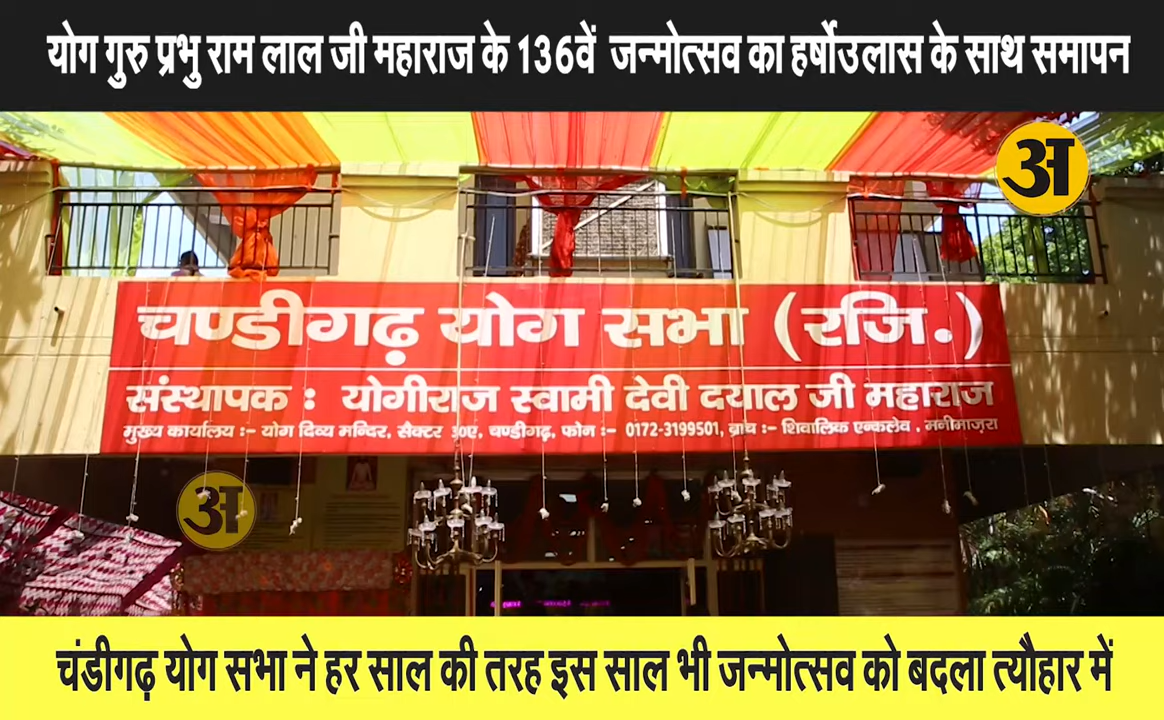 योग गुरु प्रभु राम लाल जी महाराज के 136वें जन्मोत्सव का हर्षोउलास के साथ समापन
अ
चण्डीगढ़ योग सभा (रजि.)
संस्थापक : योगीराज स्वामी देवी दयाल जी महाराज
मुख्य कार्यालय :- योग दिव्य मन्दिर, सैक्टर 30ए, चण्डीगढ़, फोन :- 0172-3199501, ब्रांच :- शिवालिक एन्कलेव . मनीमाज़रा
अ
चंडीगढ़ योग सभा ने हर साल की तरह इस साल भी जन्मोत्सव को बदला त्यौहार में